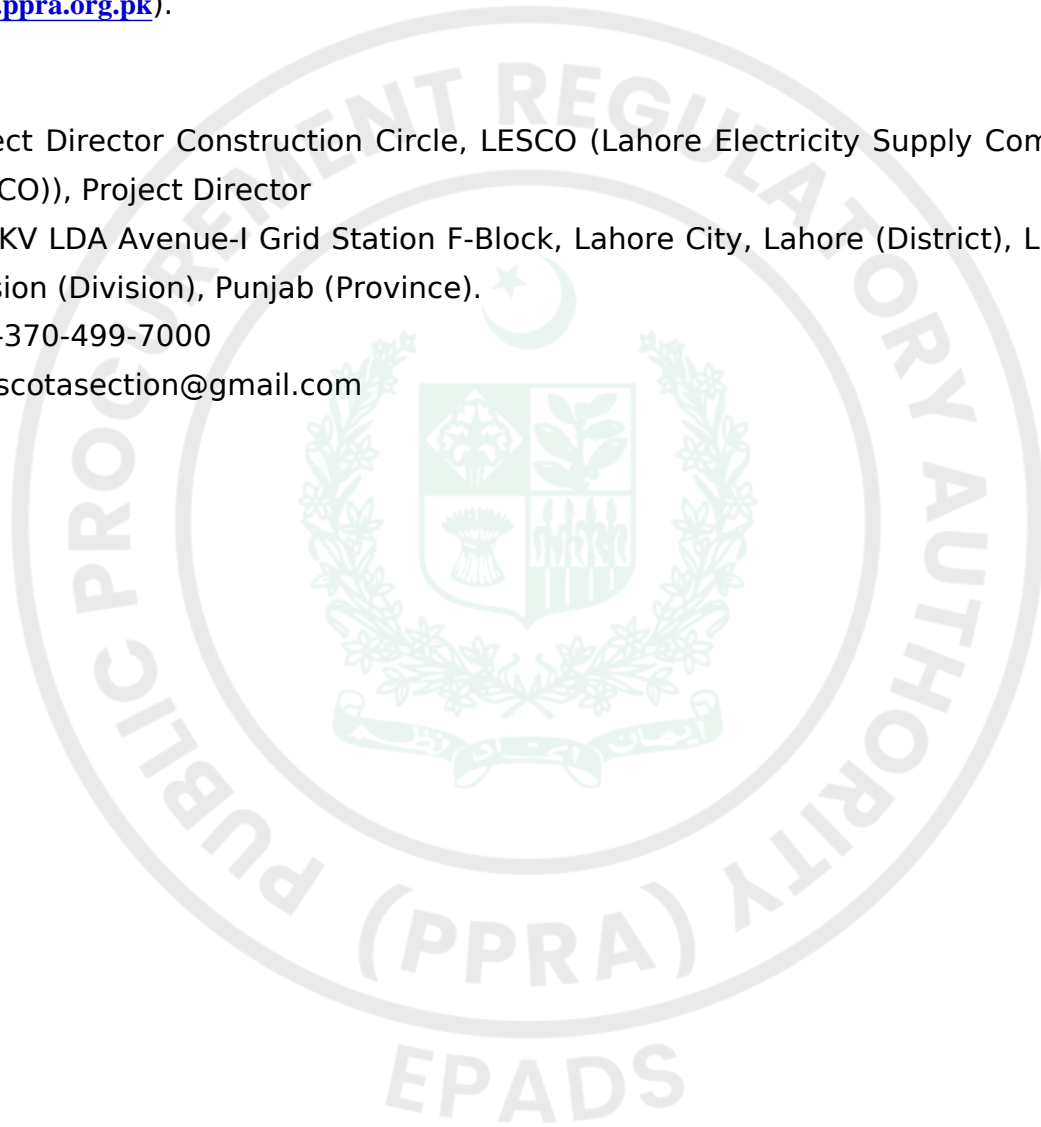 .ppra.org.pk).
ect Director Construction Circle, LESCO (Lahore Electricity Supply Com
CO)), Project Director
KV LDA Avenue-I Grid Station F-Block, Lahore City, Lahore (District), L
sion (Division), Punjab (Province).
-370-499-7000
scotasection@gmail.com
PUBLIC PROCUREMENT REGULATORY AUTHORITY
(PPRA)
EPADS